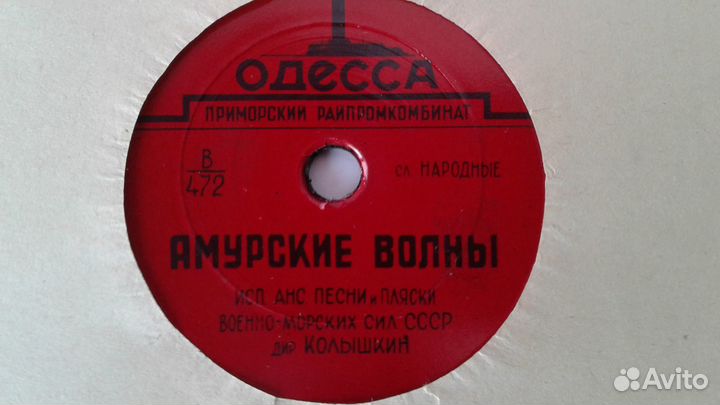 ОДЕССА
ПРИМОРСКИЙ РАЙПРОМКОМБИНАТ
В
472
сл. НАРОДНЫЕ
АМУРСКИЕ ВОЛНЫ
ИСП АНС ПЕСНИ и ПЛЯСКИ
ВОЕННО-МОРСКИХ СИЛ СССР
ДИР КОЛЫШКИН
Avito